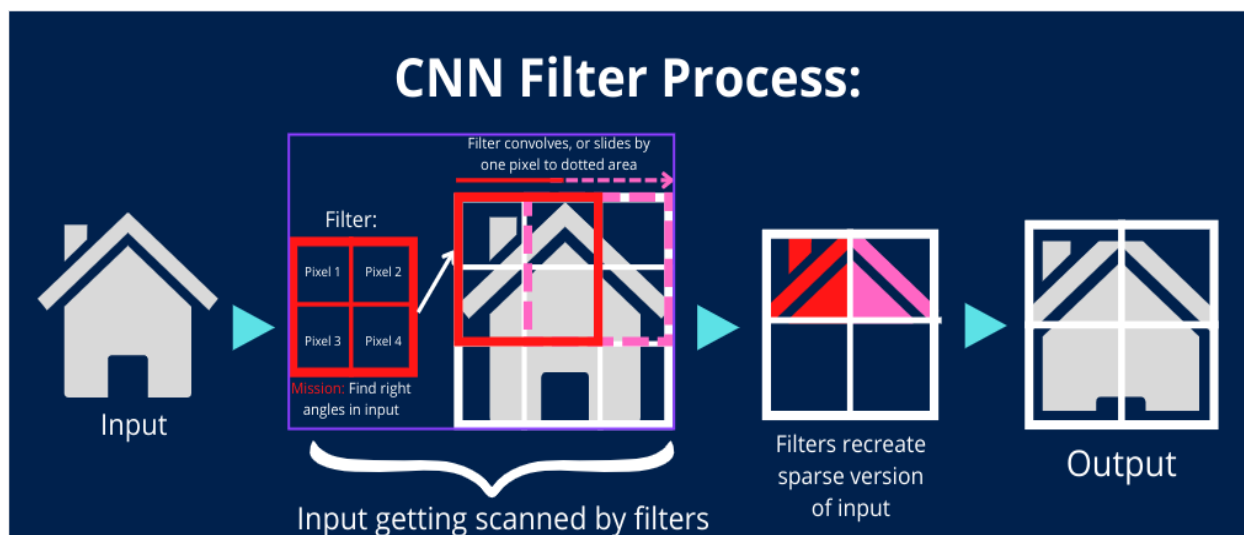 CNN Filter Process:
Filter convolves, or slides by
one pixel to dotted area
Filter:
Pixel 1
Pixel 2
Pixel 3
Pixel 4
Mission: Find right
angles in input
Input
Input getting scanned by filters
Filters recreate
sparse version
of input
Output